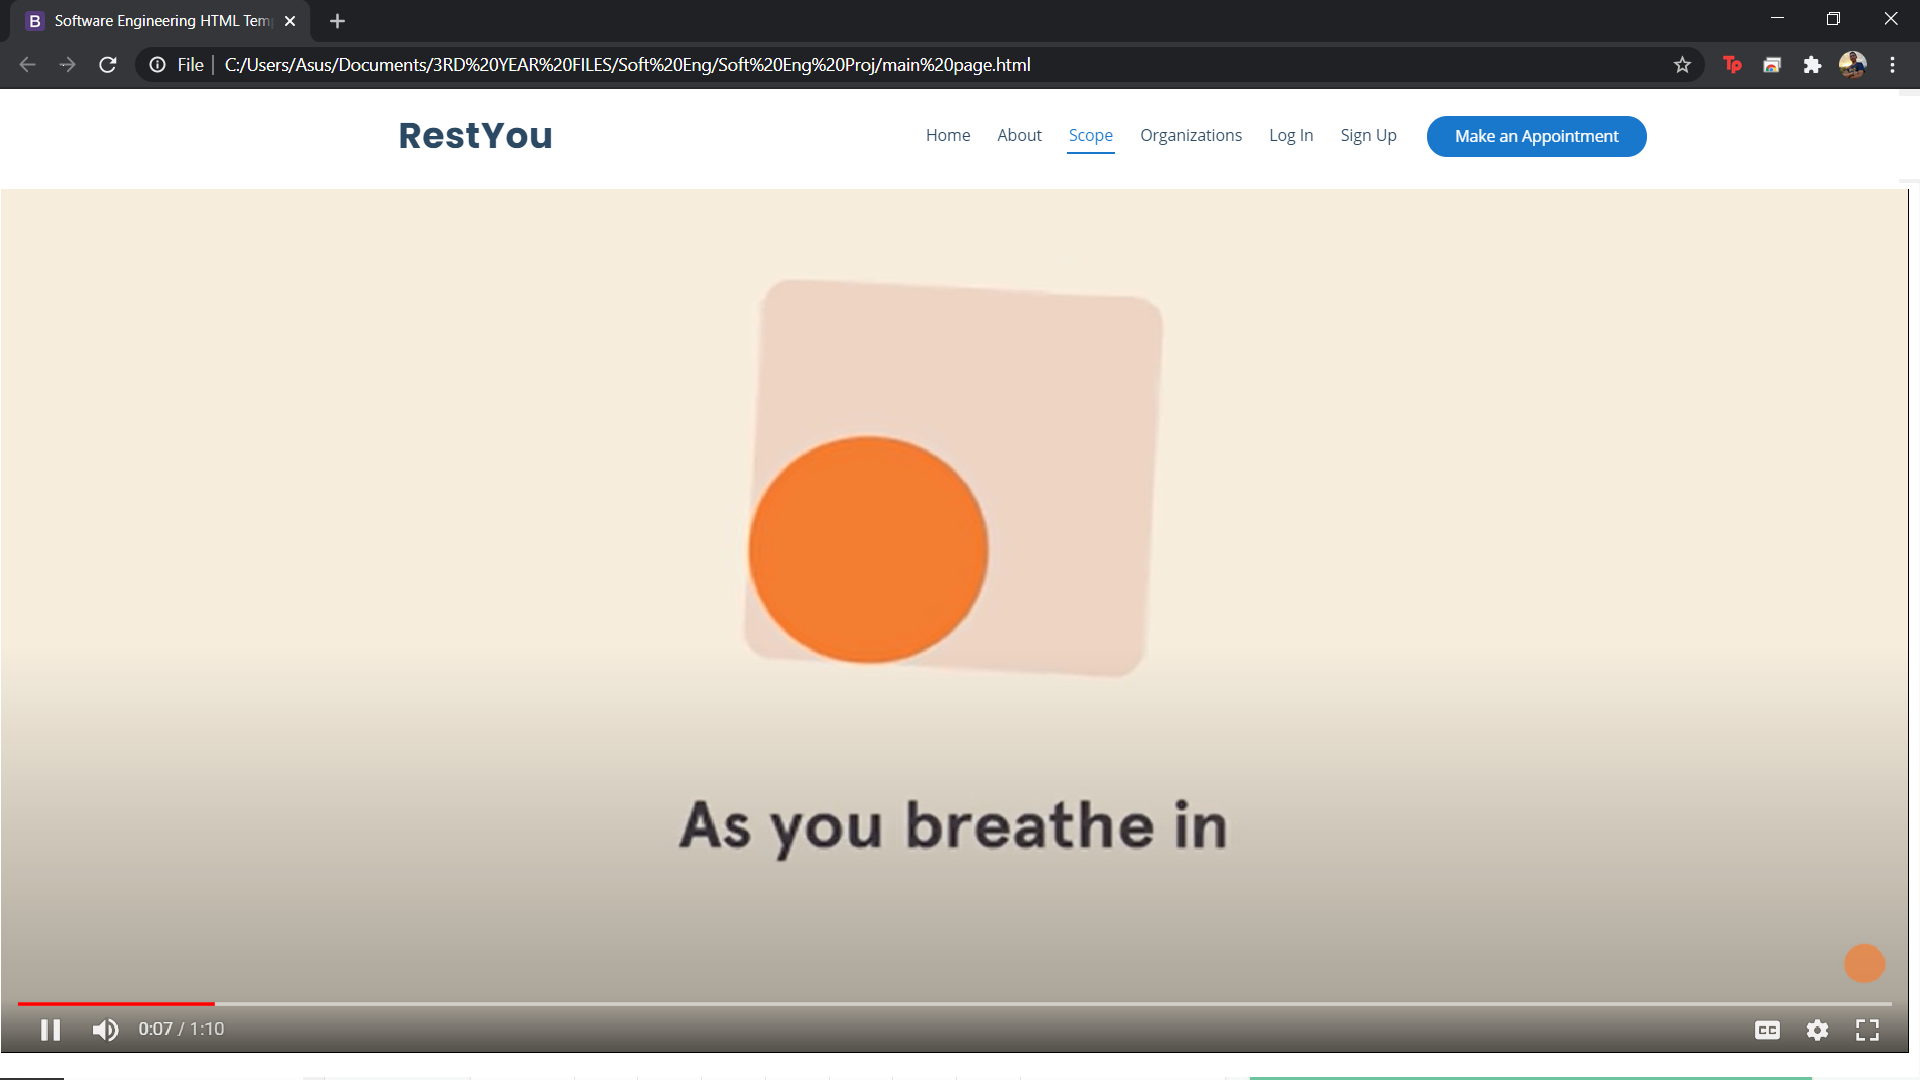 B Software Engineering HTML Tem
File C:/Users/Asus/Documents/3RD%20YEAR%20FILES/Soft%20Eng/Soft%20Eng%20Proj/main%20page.html
Tp
RestYou Home About Scope Organizations Log In Sign Up Make an Appointment
As you breathe in
0:07 / 1:10 CC